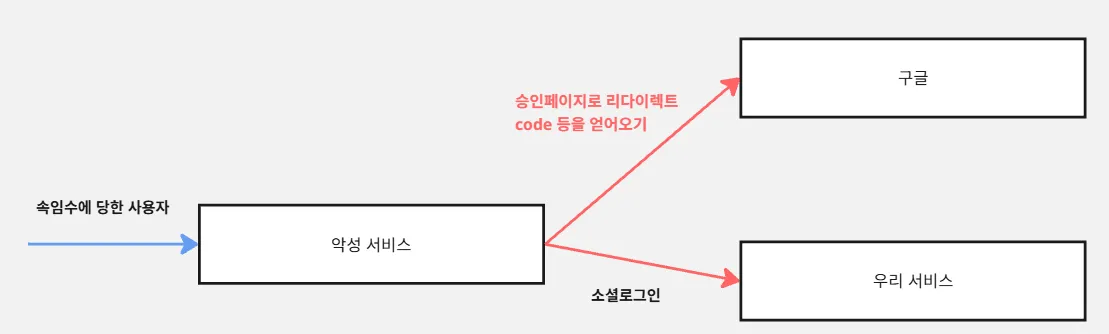 구글
승인페이지로 리다이렉트
code 등을 얻어오기
속임수에 당한 사용자
악성 서비스
우리 서비스
소셜로그인